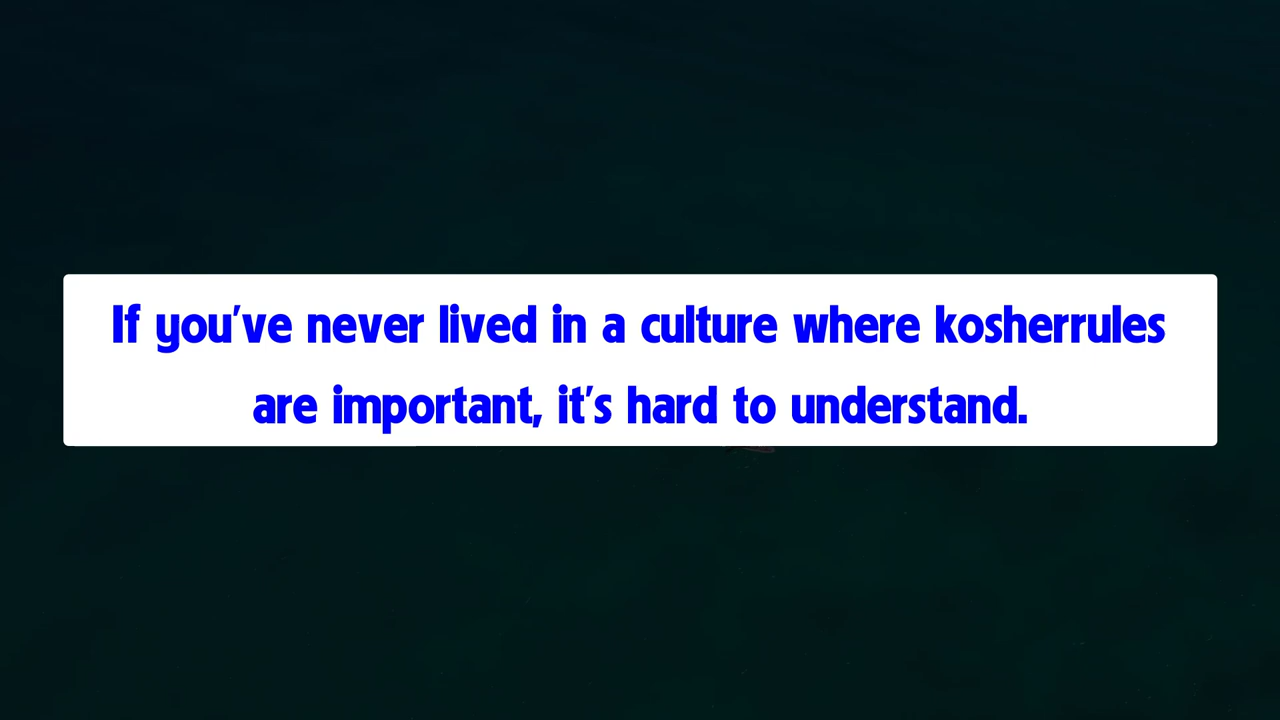 If you've never lived in a culture where kosherrules
are important, it's hard to understand.